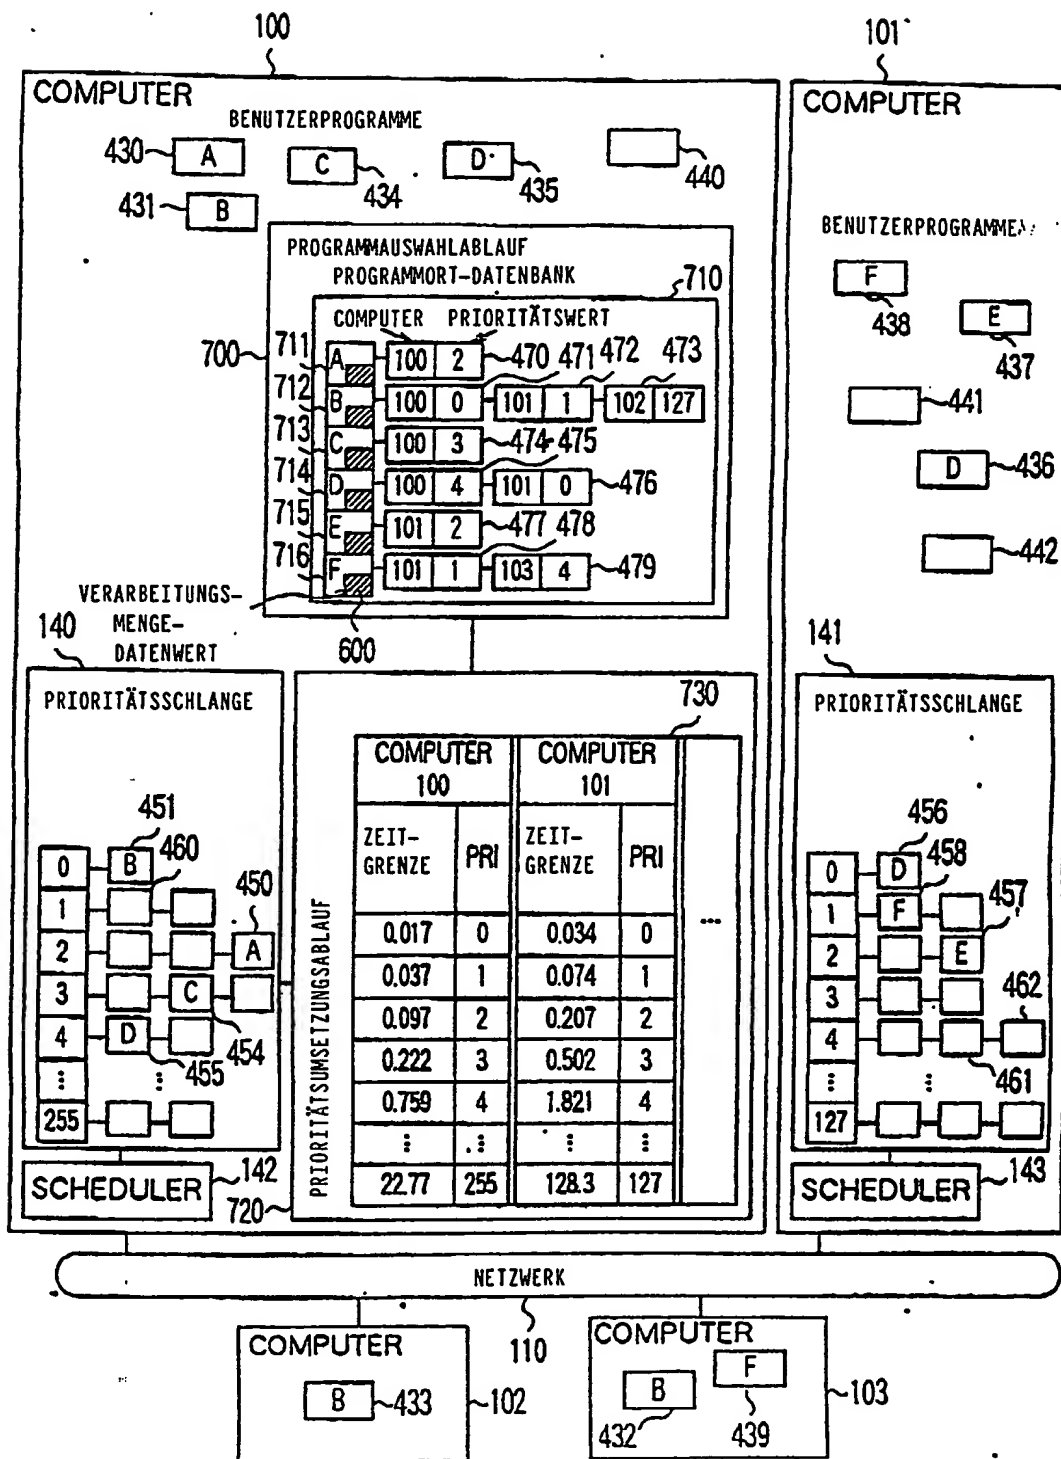 100
101
COMPUTER
COMPUTER
BENUTZERPROGRAMME
430 A
C
434
D
435
440
431 B
BENUTZERPROGRAMME
F
438
E
437
441
D
436
442
PROGRAMMAUSWAHLABLAUF
PROGRAMMORT-DATENBANK
710
COMPUTER PRIORITÄTSWERT
700
711 A 100 2 470 471 472 473
712 B 100 0 101 1 102 127
713 C 100 3 474 475
714 D 100 4 101 0 476
715 E 101 2 477 478
716 F 101 1 103 4 479
VERARBEITUNGS-
MENGE-
DATENWERT
600
140
PRIORITÄTSSCHLANGE
451
460
450
0 B
1
2 A
3 C
4 D
455
454
⋮ ⋮
255
SCHEDULER
142
720
PRIORITÄTSUMSETZUNGSABLAUF
730
COMPUTER 100 COMPUTER 101
ZEIT-
GRENZE PRI ZEIT-
GRENZE PRI
...
0.017 0 0.034 0
0.037 1 0.074 1
0.097 2 0.207 2
0.222 3 0.502 3
0.759 4 1.821 4
⋮ ⋮ ⋮ ⋮
22.77 255 128.3 127
141
PRIORITÄTSSCHLANGE
456
458
457
0 D
1 F
2 E
3
462
4
461
⋮ ⋮
127
SCHEDULER
143
NETZWERK
110
COMPUTER
B 433
102
COMPUTER
B
432
F
439
103